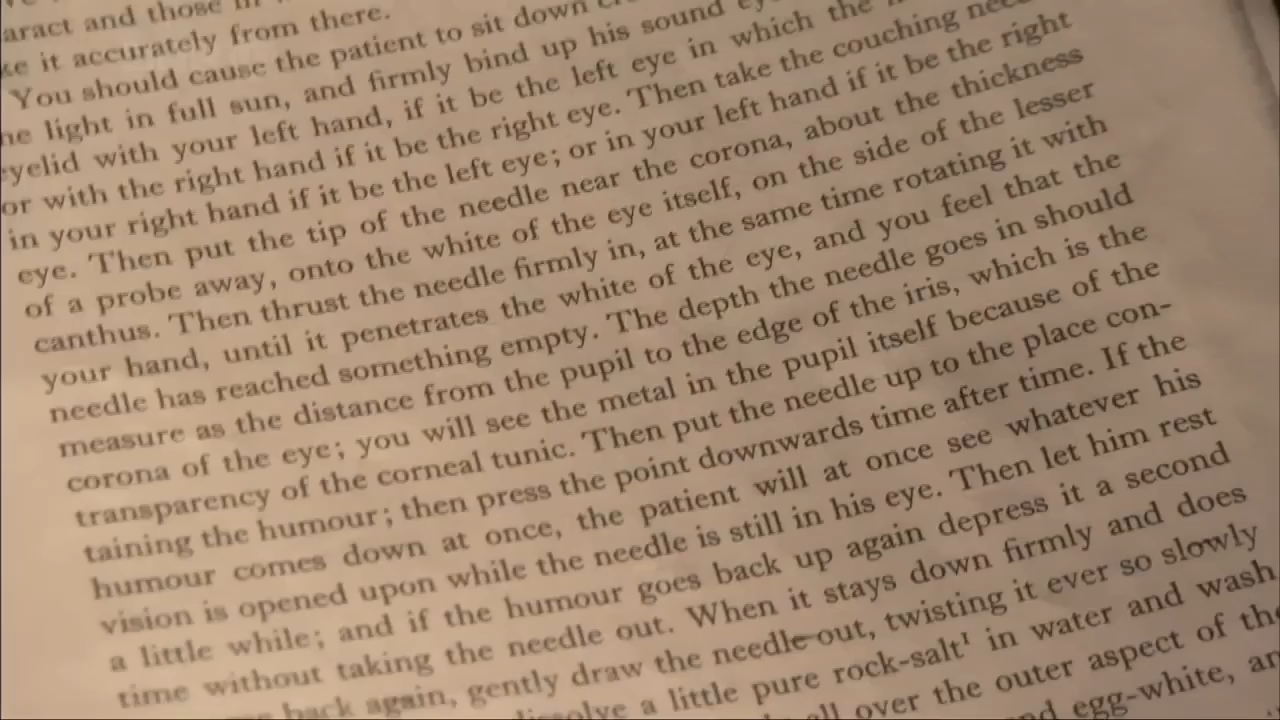 aract and those in
ke it accurately from there.
You should cause the patient to sit down
he light in full sun, and firmly bind up his sound
yelid with your left hand, if it be the left eye in which the
or with the right hand if it be the right eye. Then take the couching
in your right hand if it be the left eye; or in your left hand if it be the right
eye. Then put the tip of the needle near the corona, about the thickness
of a probe away, onto the white of the eye itself, on the side of the lesser
canthus. Then thrust the needle firmly in, at the same time rotating it with
your hand, until it penetrates the white of the eye, and you feel that the
needle has reached something empty. The depth the needle goes in should
measure as the distance from the pupil to the edge of the iris, which is the
corona of the eye; you will see the metal in the pupil itself because of the
transparency of the corneal tunic. Then put the needle up to the place con-
taining the humour; then press the point downwards time after time. If the
humour comes down at once, the patient will at once see whatever his
vision is opened upon while the needle is still in his eye. Then let him rest
a little while; and if the humour goes back up again depress it a second
time without taking the needle out. When it stays down firmly and does
back again, gently draw the needle out, twisting it ever so slowly
dissolve a little pure rock-salt¹ in water and wash
all over the outer aspect of the
and egg-white, an